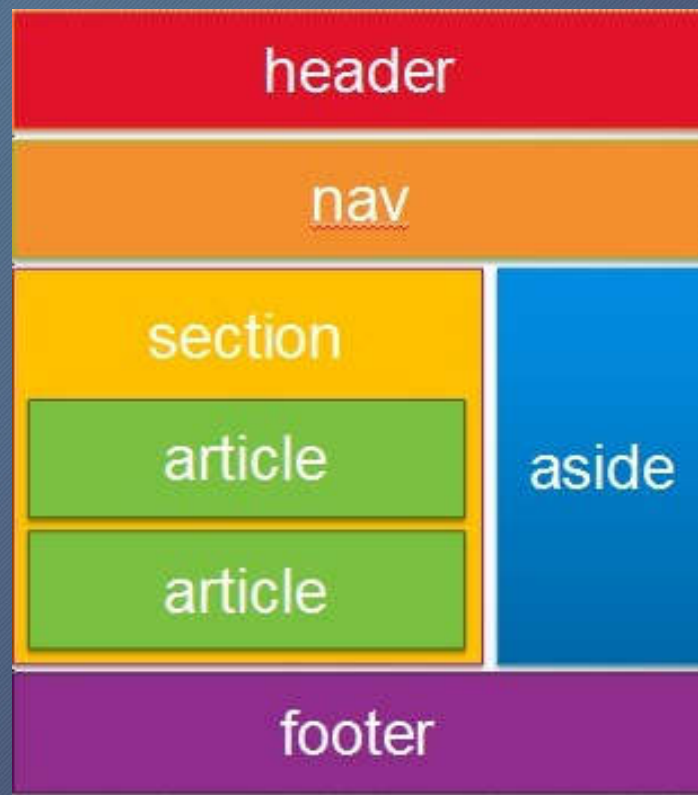 header
nav
section
article
article
aside
footer